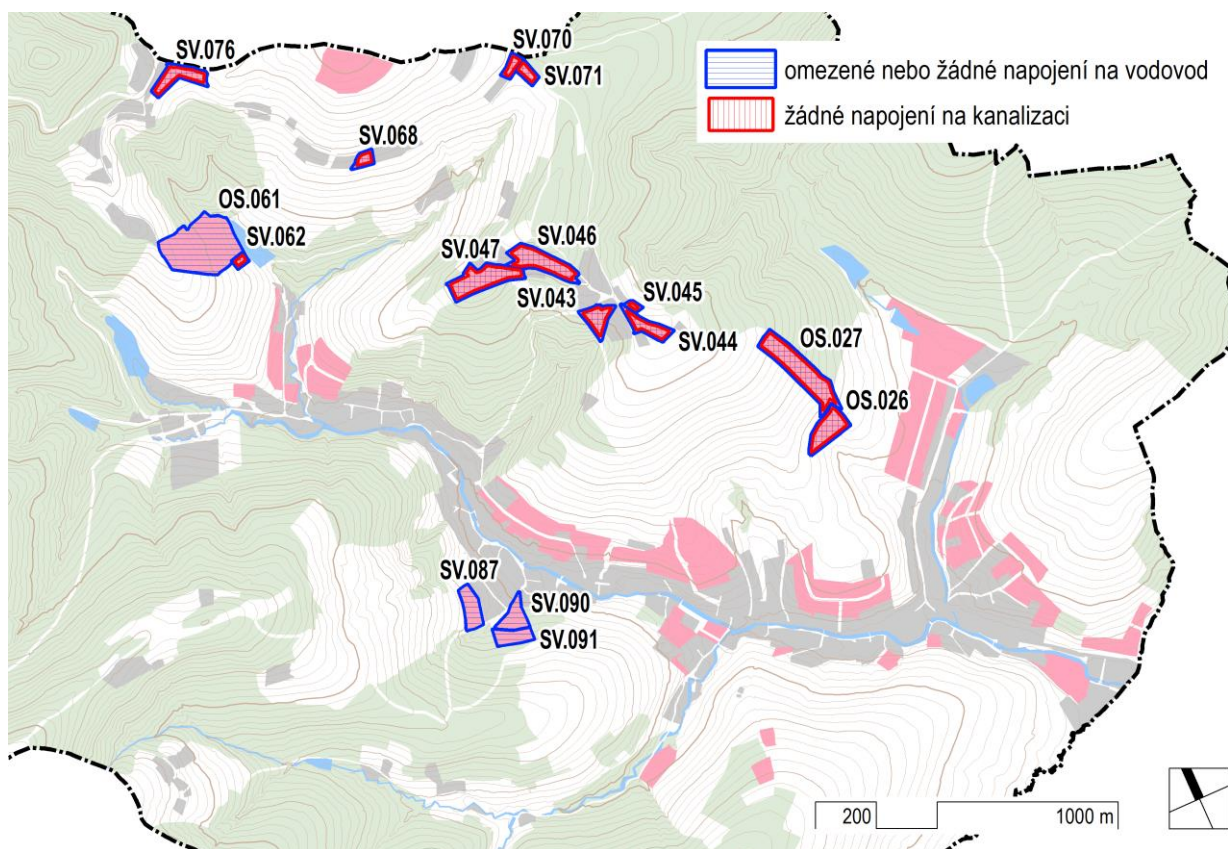 SV.076
SV.070
SV.071
omezené nebo žádné napojení na vodovod
žádné napojení na kanalizaci
SV.068
OS.061
SV.062
SV.047
SV.046
SV.043
SV.045
SV.044
OS.027
OS.026
SV.087
SV.090
SV.091
200
1000 m